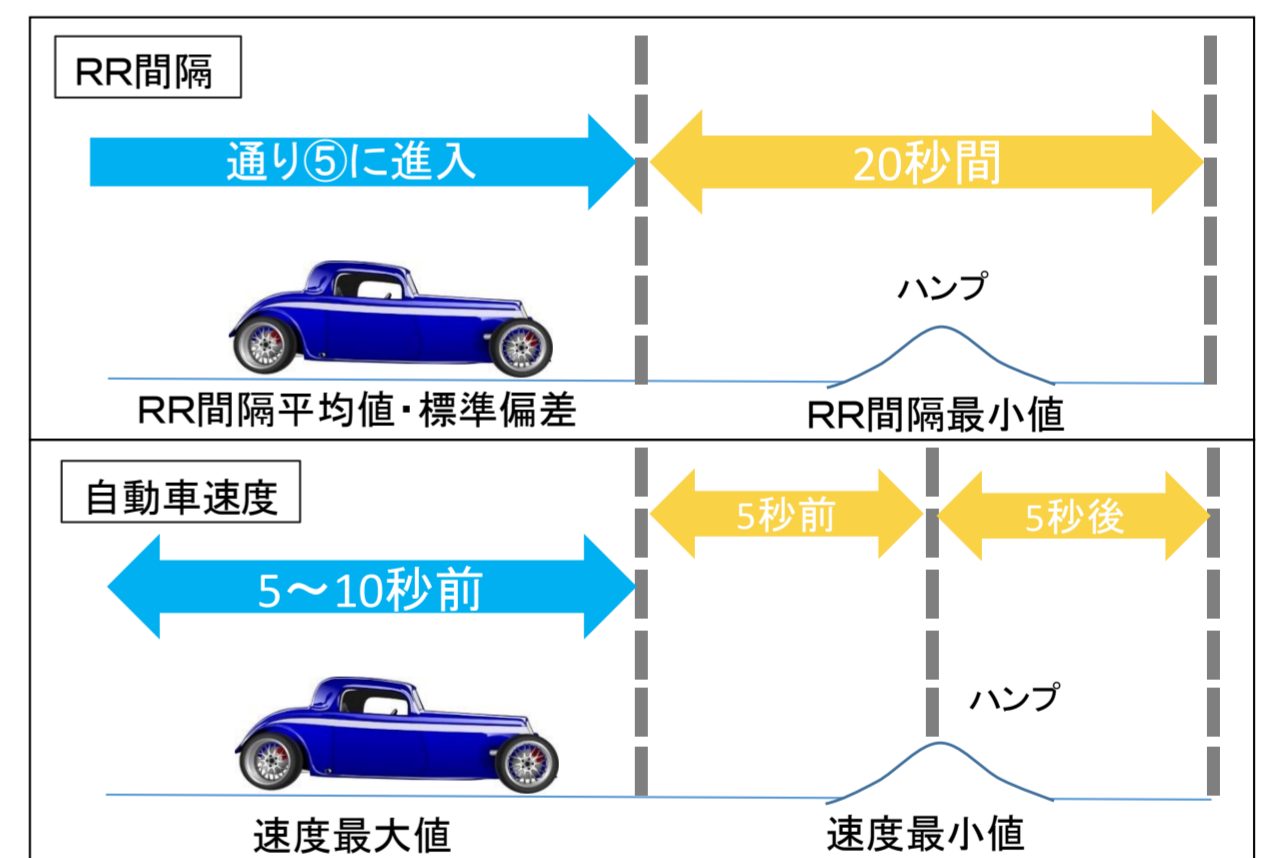 RR間隔
通り⑤に進入
20秒間
ハンプ
RR間隔平均値・標準偏差
RR間隔最小値
自動車速度
5秒前
5秒後
5～10秒前
ハンプ
速度最大値
速度最小値